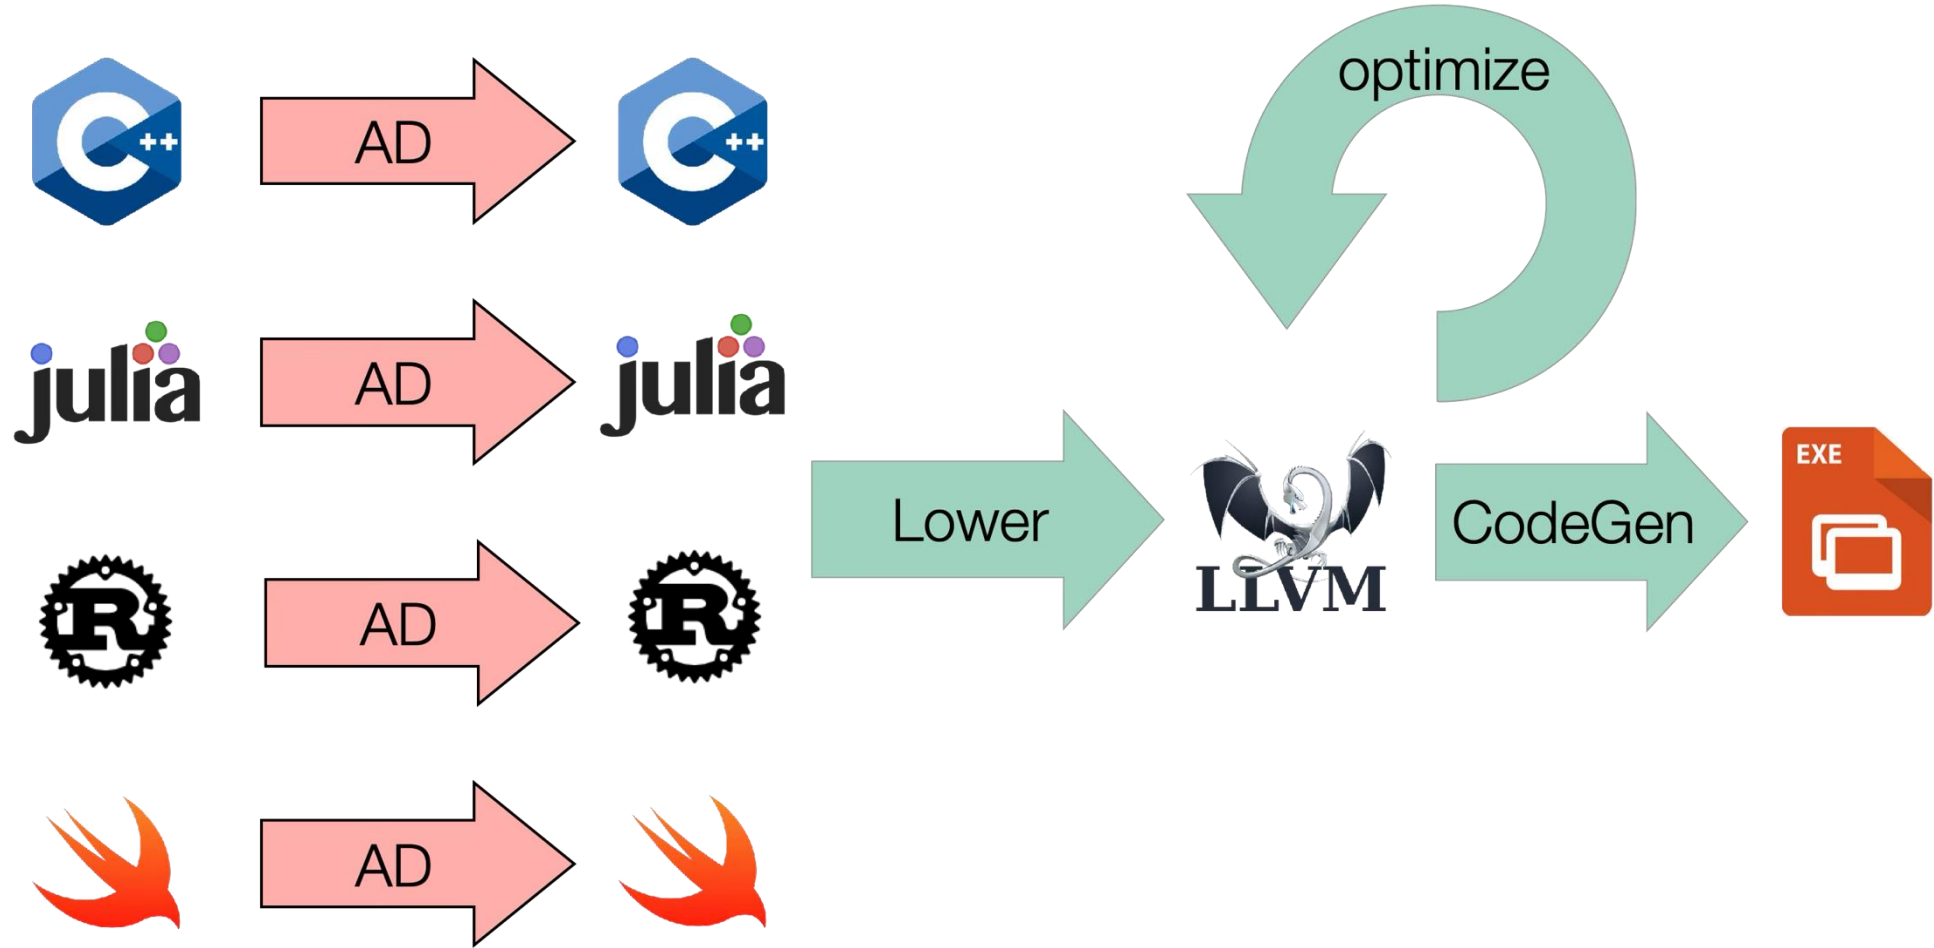 optimize
C++
AD
C++
julia
AD
julia
Lower
LLVM
CodeGen
EXE
R
AD
R
AD